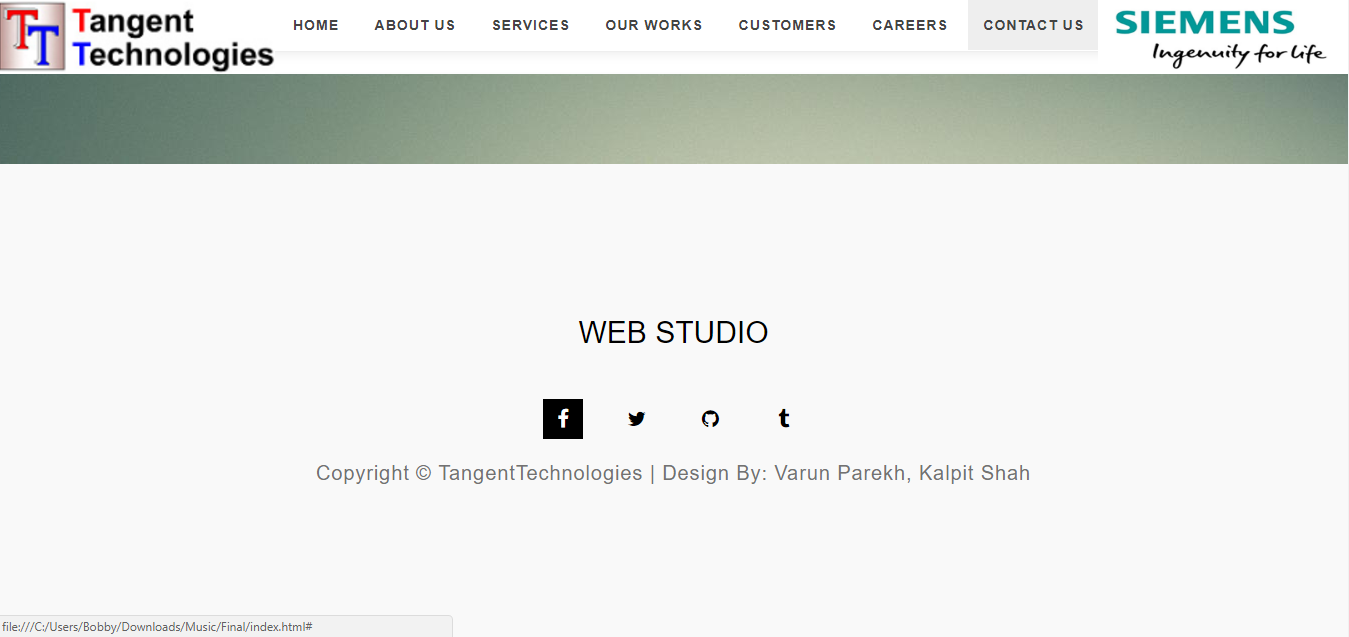 TT Tangent Technologies
HOME ABOUT US SERVICES OUR WORKS CUSTOMERS CAREERS CONTACT US
SIEMENS
Ingenuity for life
WEB STUDIO
f t
Copyright © TangentTechnologies | Design By: Varun Parekh, Kalpit Shah
file:///C:/Users/Bobby/Downloads/Music/Final/index.html#